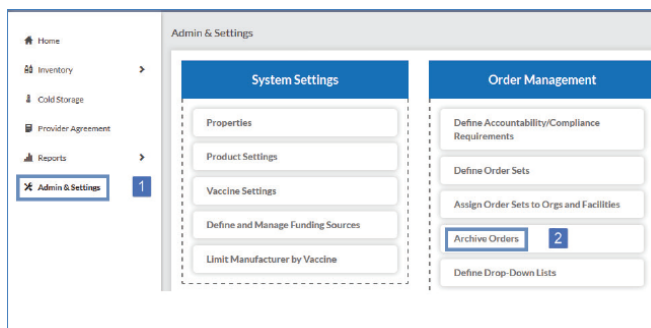 Admin & Settings
Home
Inventory
Cold Storage
Provider Agreement
Reports
Admin & Settings
1
System Settings
Properties
Product Settings
Vaccine Settings
Define and Manage Funding Sources
Limit Manufacturer by Vaccine
Order Management
Define Accountability/Compliance
Requirements
Define Order Sets
Assign Order Sets to Orgs and Facilities
Archive Orders
2
Define Drop-Down Lists